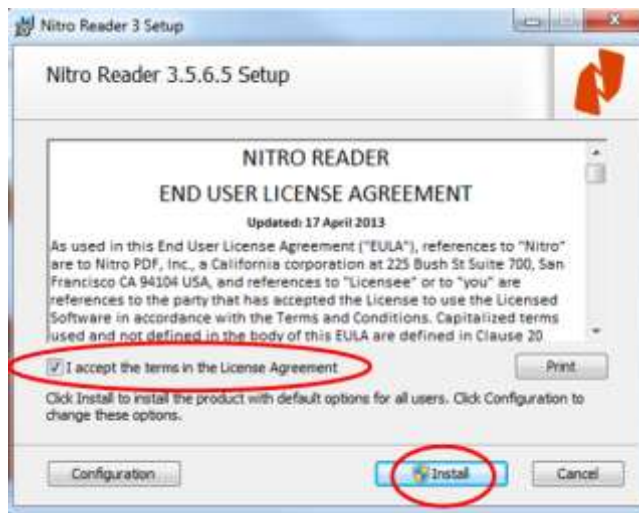 Nitro Reader 3 Setup
Nitro Reader 3.5.6.5 Setup
NITRO READER
END USER LICENSE AGREEMENT
Updated: 17 April 2013
As used in this End User License Agreement ("EULA"), references to "Nitro"
are to Nitro PDF, Inc., a California corporation at 225 Bush St Suite 700, San
Francisco CA 94104 USA, and references to "Licensee" or to "you" are
references to the party that has accepted the License to use the Licensed
Software in accordance with the Terms and Conditions. Capitalized terms
used and not defined in the body of this EULA are defined in Clause 20
I accept the terms in the License Agreement
Print
Click Install to install the product with default options for all users. Click Configuration to
change these options.
Configuration
Install
Cancel